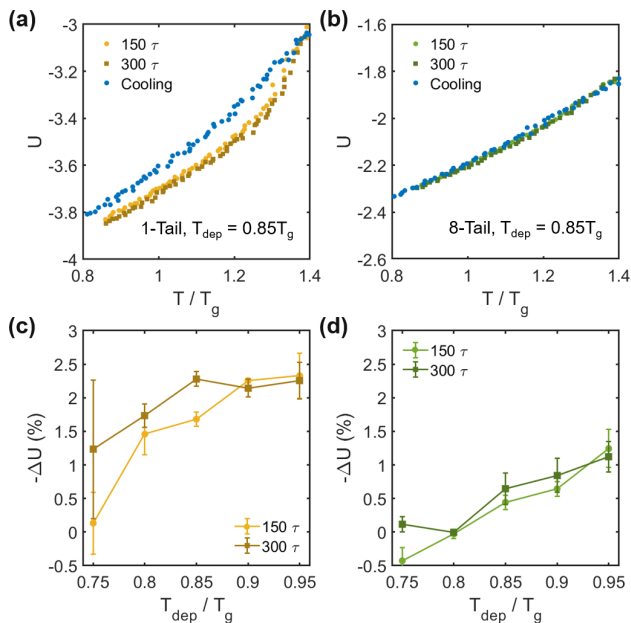 (a)
-3
-3.2
-3.4
-3.6
-3.8
-4
U
150 τ
300 τ
Cooling
1-Tail, T_dep = 0.85T_g
0.8 1 1.2 1.4
T / T_g
(b)
-1.4
-1.6
-1.8
-2
-2.2
-2.4
-2.6
U
150 τ
300 τ
Cooling
8-Tail, T_dep = 0.85T_g
0.8 1 1.2 1.4
T / T_g
(c)
3
2.5
2
1.5
1
0.5
0
-0.5
-ΔU (%)
150 τ
300 τ
0.75 0.8 0.85 0.9 0.95
T_dep / T_g
(d)
3
2.5
2
1.5
1
0.5
0
-0.5
-ΔU (%)
150 τ
300 τ
0.75 0.8 0.85 0.9 0.95
T_dep / T_g